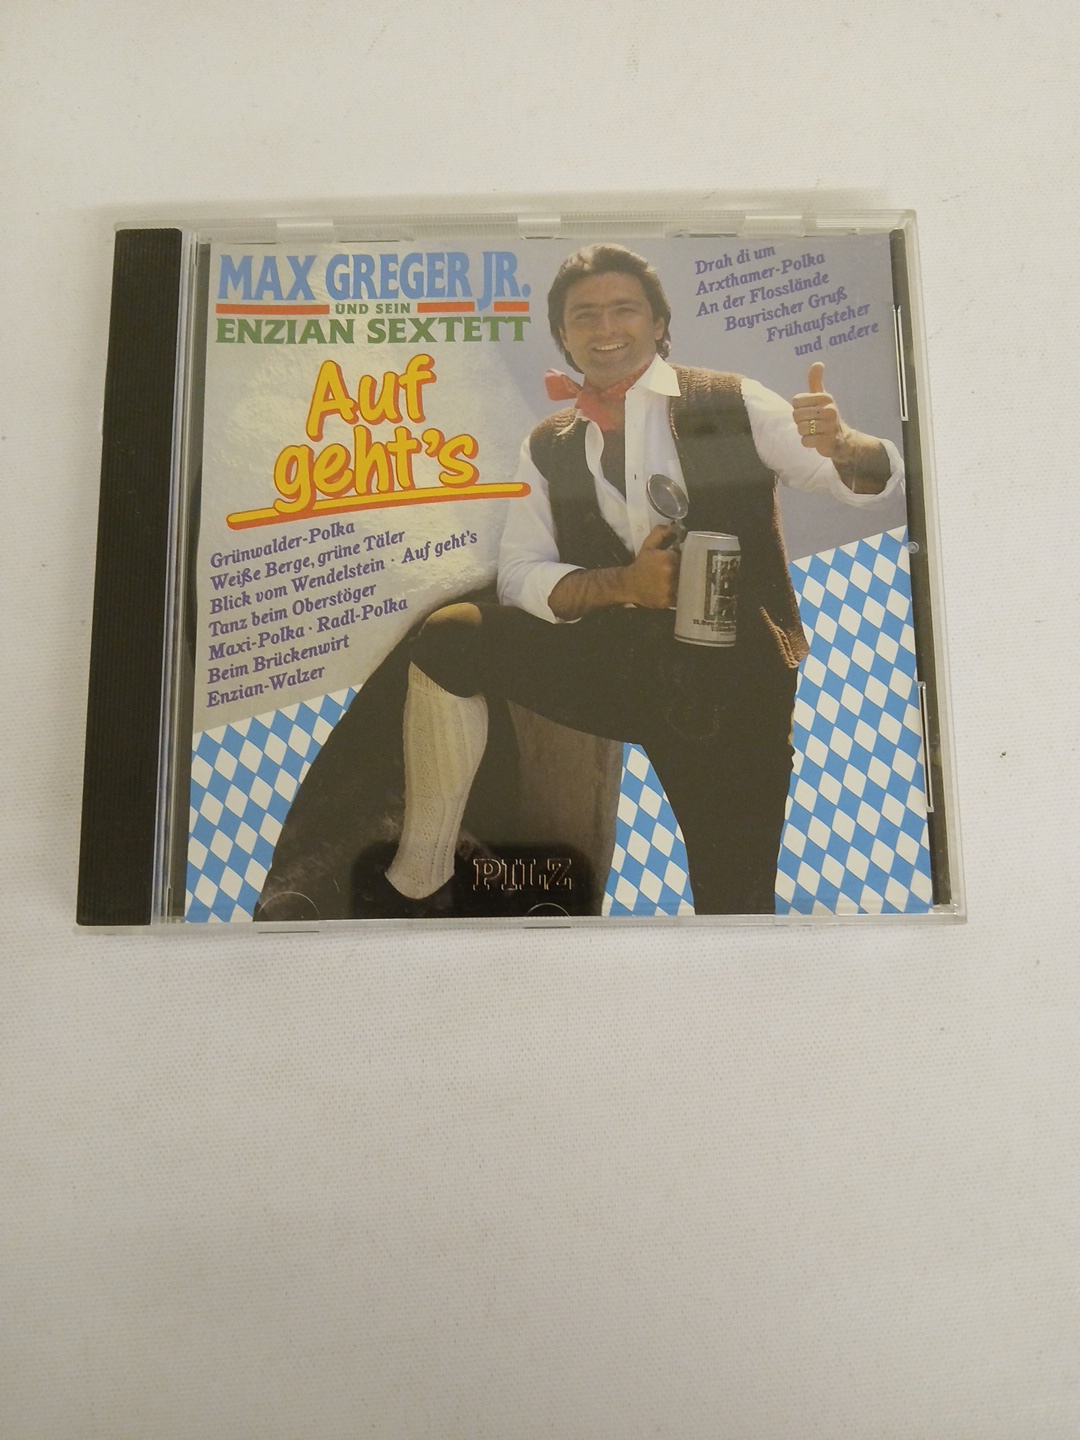 MAX GREGER JR.
UND SEIN
ENZIAN SEXTETT
Auf
geht's
Grünwalder-Polka
Weiße Berge, grüne Täler
Blick vom Wendelstein · Auf geht's
Tanz beim Oberstöger
Maxi-Polka · Radl-Polka
Beim Brückenwirt
Enzian-Walzer
Drah di um
Arxthamer-Polka
An der Flosslände
Bayrischer Gruß
Frühaufsteher
und andere
PILZ